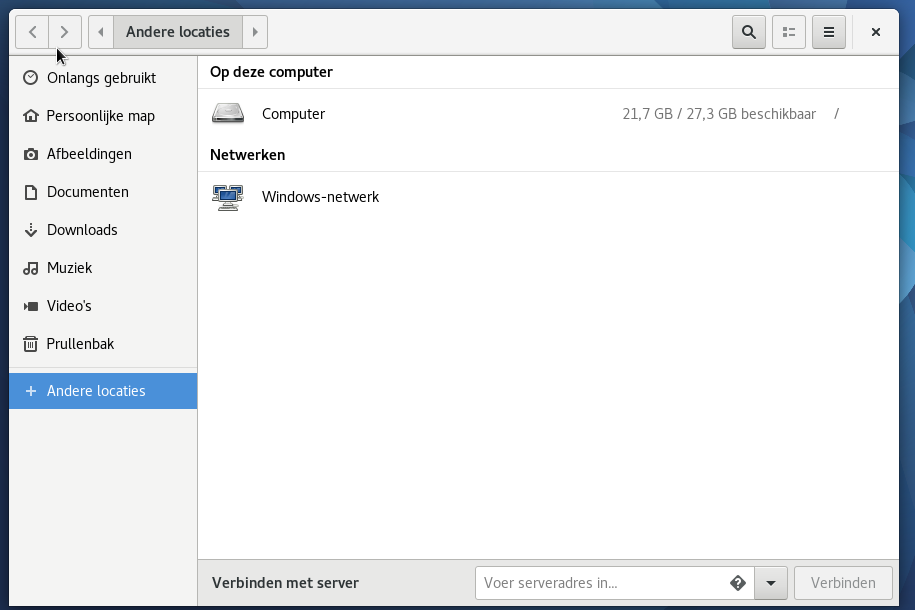 Andere locaties
Onlangs gebruikt
Persoonlijke map
Afbeeldingen
Documenten
Downloads
Muziek
Video's
Prullenbak
Andere locaties
Op deze computer
Computer 21,7 GB / 27,3 GB beschikbaar /
Netwerken
Windows-netwerk
Verbinden met server Voer serveradres in... Verbinden